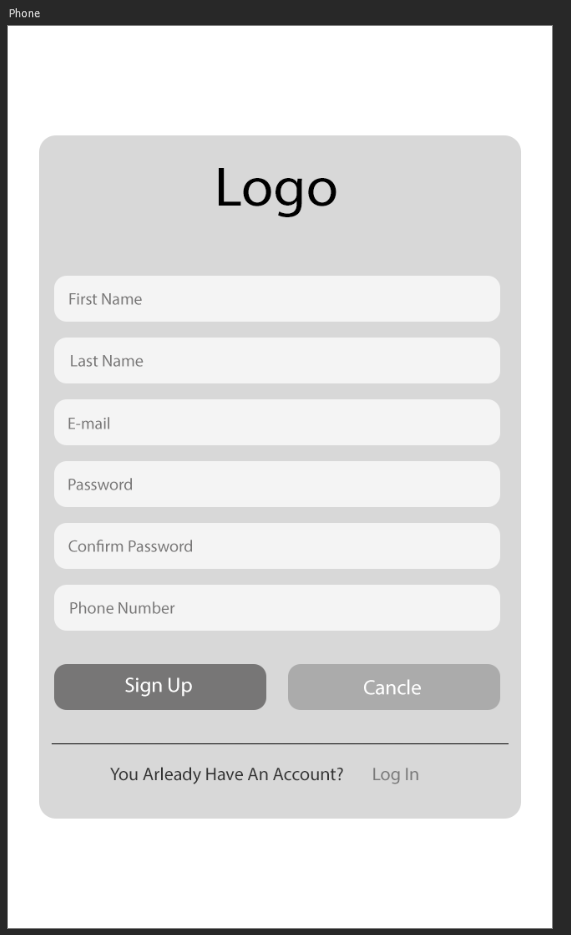 Phone
Logo
First Name
Last Name
E-mail
Password
Confirm Password
Phone Number
Sign Up
Cancle
You Arleady Have An Account? Log In